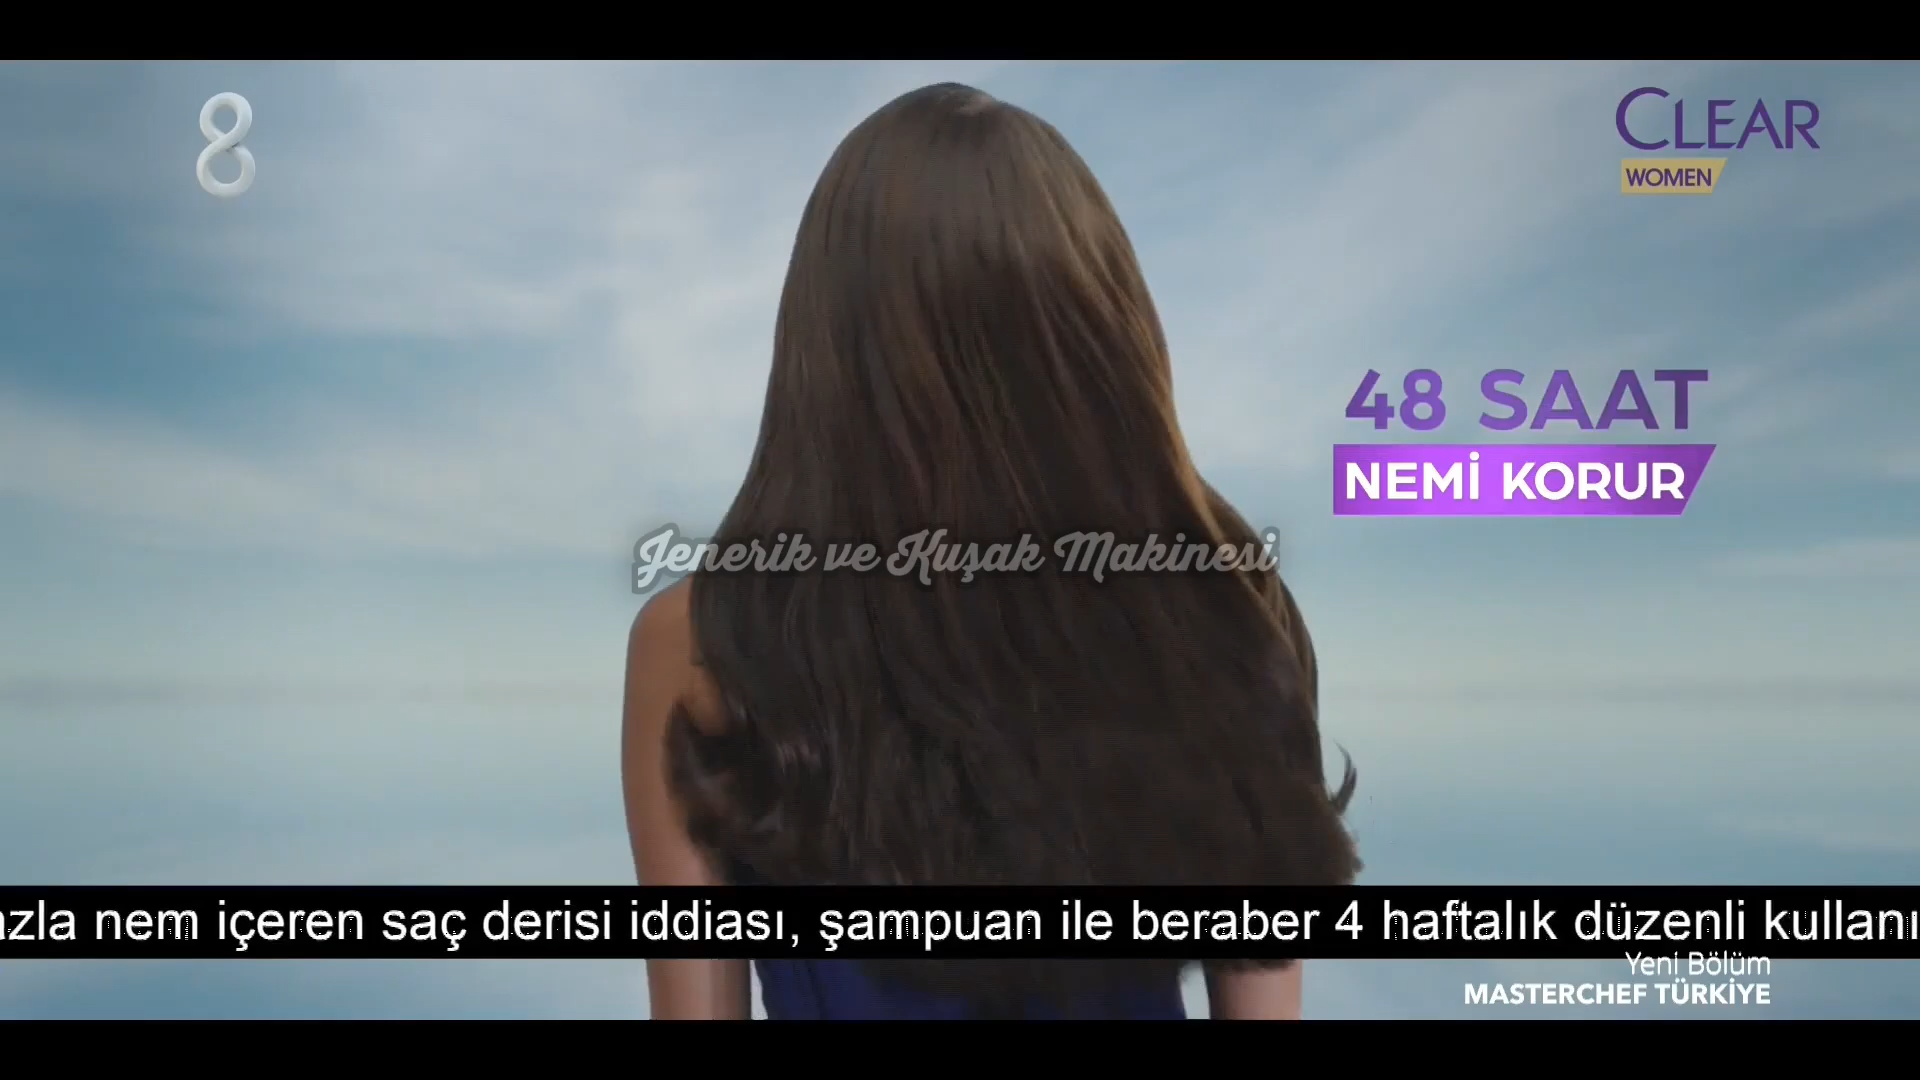 8
CLEAR
WOMEN
48 SAAT
NEMİ KORUR
Jenerik ve Kuşak Makinesi
nem içeren saç derisi iddiası, şampuan ile beraber 4 haftalık düzenli
Yeni Bölüm
MASTERCHEF TÜRKİYE